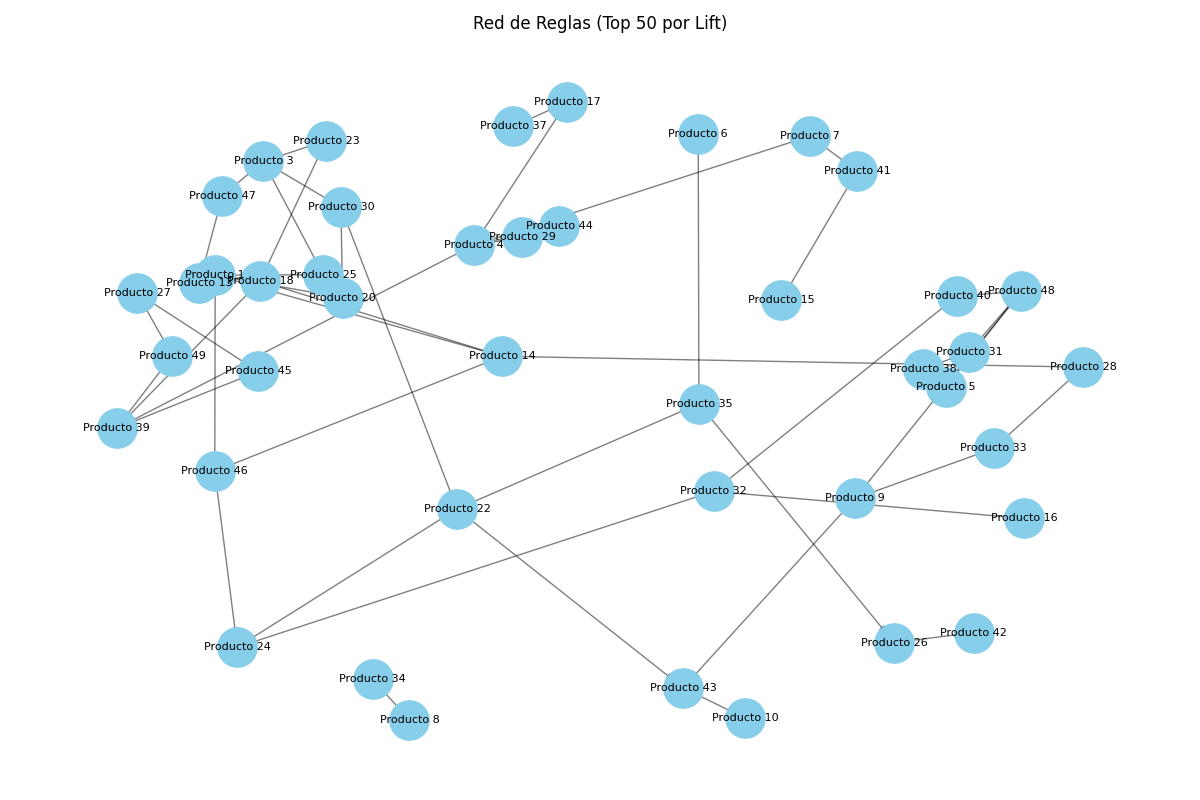 Red de Reglas (Top 50 por Lift)
Producto 17
Producto 37
Producto 6
Producto 7
Producto 23
Producto 3
Producto 41
Producto 47
Producto 30
Producto 44
Producto 29
Producto 4
Producto 1
Producto 25
Producto 18
Producto
Producto 27
Producto 20
Producto 15
Producto 40
Producto 48
Producto 49
Producto 14
Producto 31
Producto 45
Producto 38
Producto 28
Producto 5
Producto 35
Producto 39
Producto 33
Producto 46
Producto 32
Producto 9
Producto 22
Producto 16
Producto 24
Producto 26
Producto 42
Producto 34
Producto 43
Producto 8
Producto 10